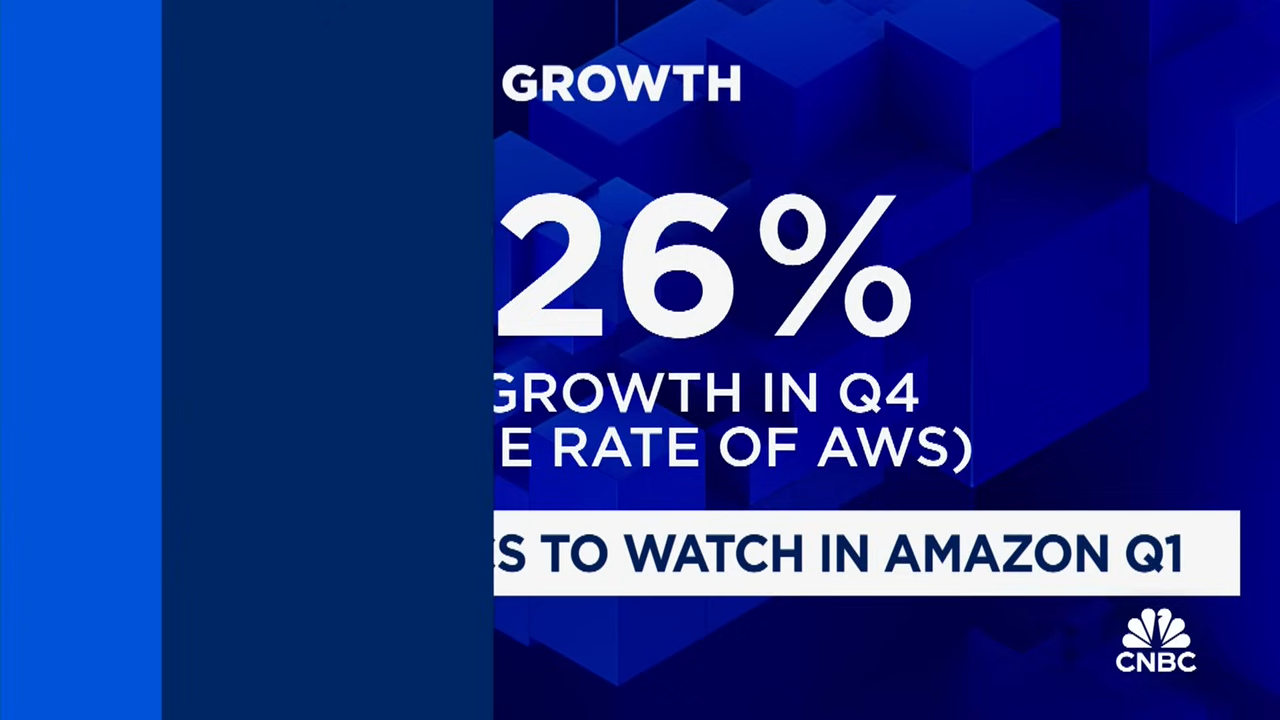 GROWTH
26%
GROWTH IN Q4
RATE OF AWS)
TO WATCH IN AMAZON Q1
CNBC